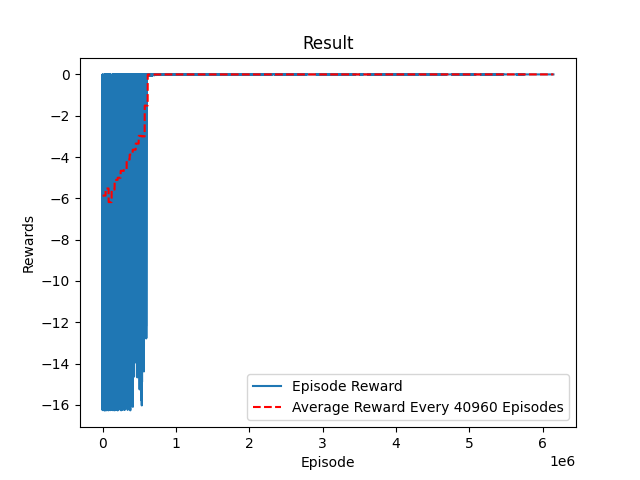 Result
Rewards
0
−2
−4
−6
−8
−10
−12
−14
−16
Episode Reward
Average Reward Every 40960 Episodes
0 1 2 3 4 5 6
1e6
Episode